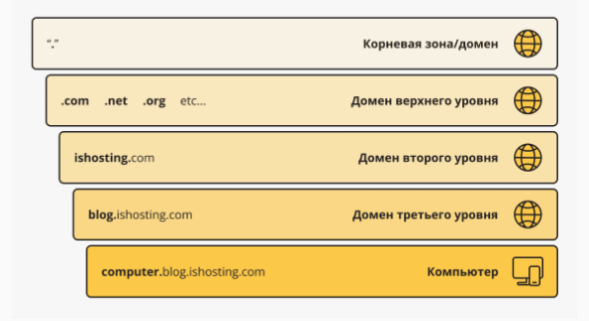 "." Корневая зона/домен
.com .net .org etc... Домен верхнего уровня
ishosting.com Домен второго уровня
blog.ishosting.com Домен третьего уровня
computer.blog.ishosting.com Компьютер